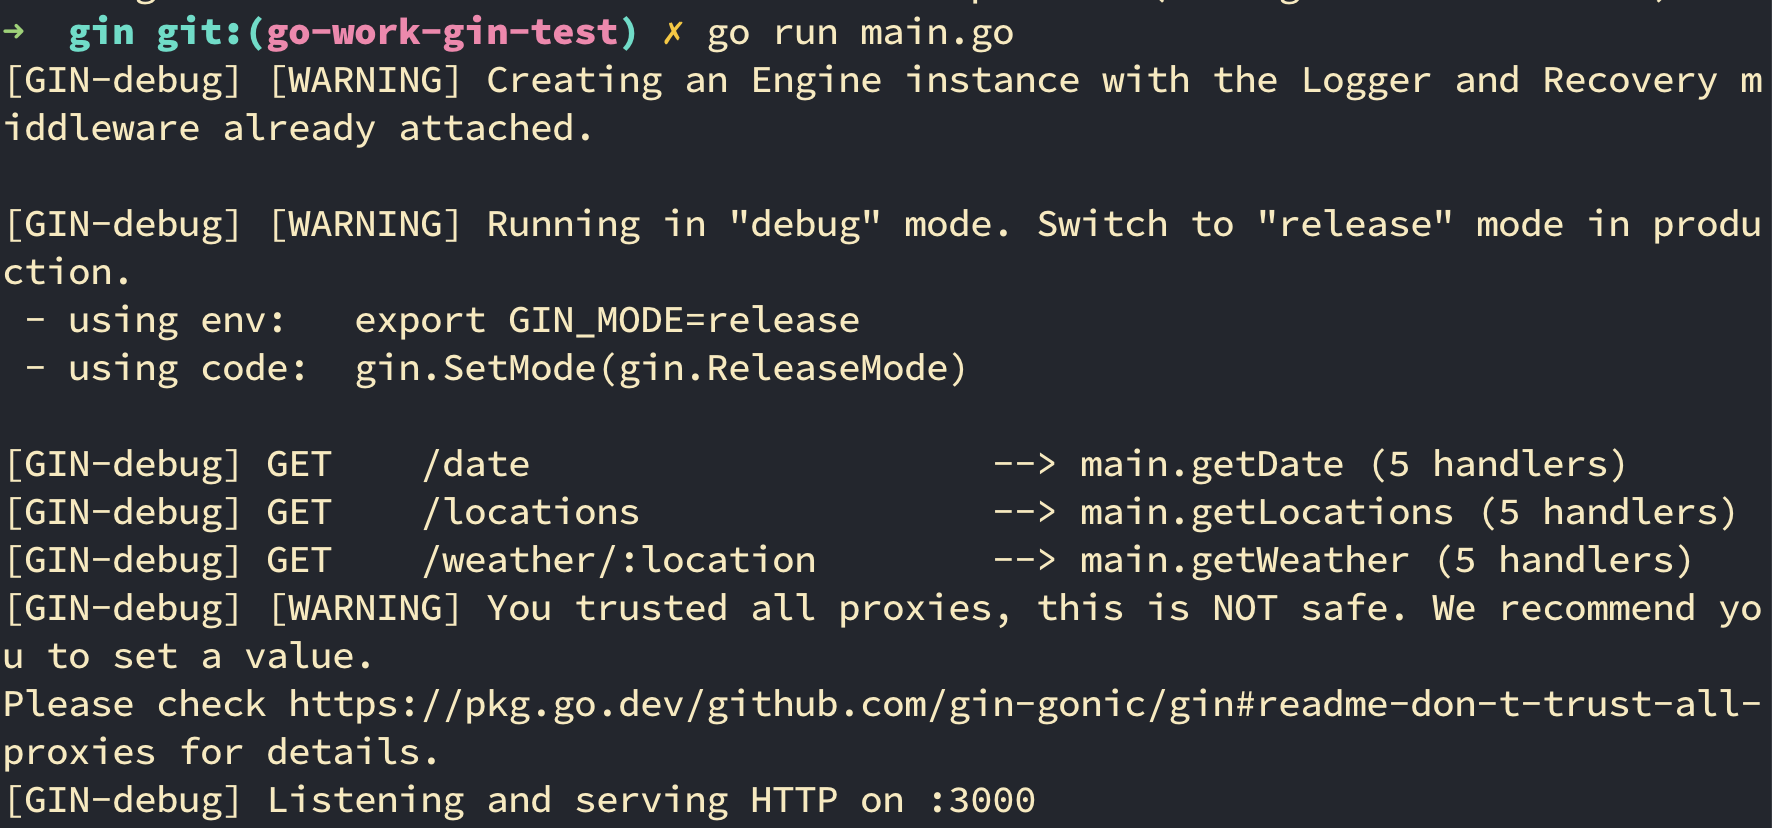 ➜  gin git:(go-work-gin-test) ✗ go run main.go
[GIN-debug] [WARNING] Creating an Engine instance with the Logger and Recovery m
iddleware already attached.

[GIN-debug] [WARNING] Running in "debug" mode. Switch to "release" mode in produ
ction.
 - using env:   export GIN_MODE=release
 - using code:  gin.SetMode(gin.ReleaseMode)

[GIN-debug] GET    /date                     --> main.getDate (5 handlers)
[GIN-debug] GET    /locations                --> main.getLocations (5 handlers)
[GIN-debug] GET    /weather/:location        --> main.getWeather (5 handlers)
[GIN-debug] [WARNING] You trusted all proxies, this is NOT safe. We recommend yo
u to set a value.
Please check https://pkg.go.dev/github.com/gin-gonic/gin#readme-don-t-trust-all-
proxies for details.
[GIN-debug] Listening and serving HTTP on :3000